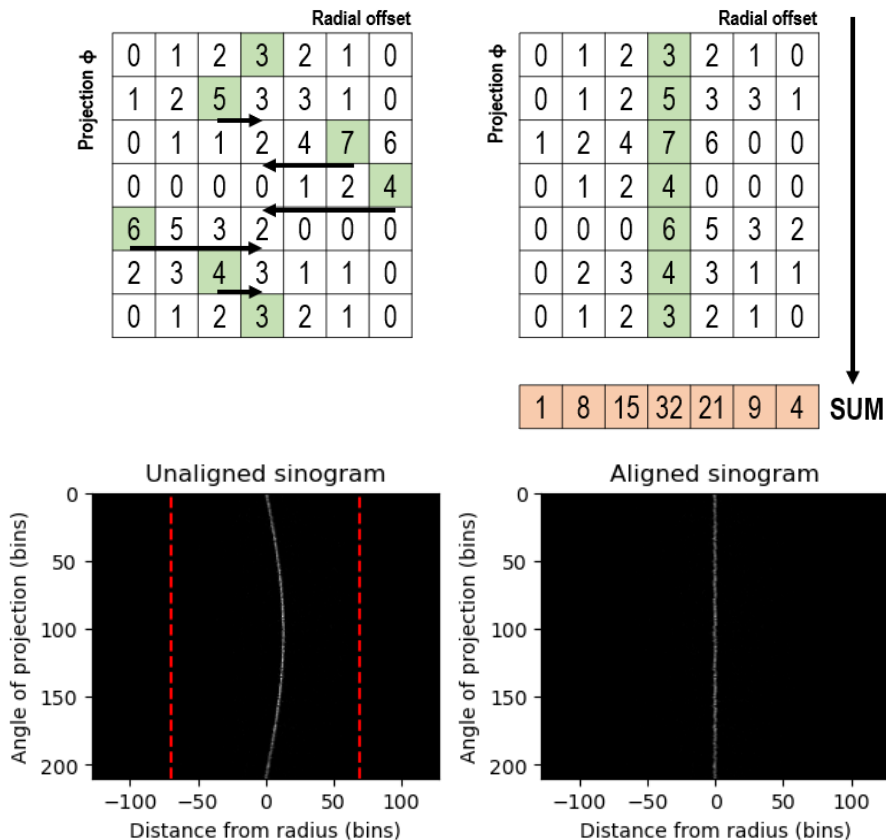 Radial offset
Projection ϕ
0 1 2 3 2 1 0
1 2 5 3 3 1 0
0 1 1 2 4 7 6
0 0 0 0 1 2 4
6 5 3 2 0 0 0
2 3 4 3 1 1 0
0 1 2 3 2 1 0
Radial offset
Projection ϕ
0 1 2 3 2 1 0
0 1 2 5 3 3 1
1 2 4 7 6 0 0
0 1 2 4 0 0 0
0 0 0 6 5 3 2
0 2 3 4 3 1 1
0 1 2 3 2 1 0
1 8 15 32 21 9 4 SUM
Unaligned sinogram
Angle of projection (bins)
0
50
100
150
200
−100 −50 0 50 100
Distance from radius (bins)
Aligned sinogram
Angle of projection (bins)
0
50
100
150
200
−100 −50 0 50 100
Distance from radius (bins)